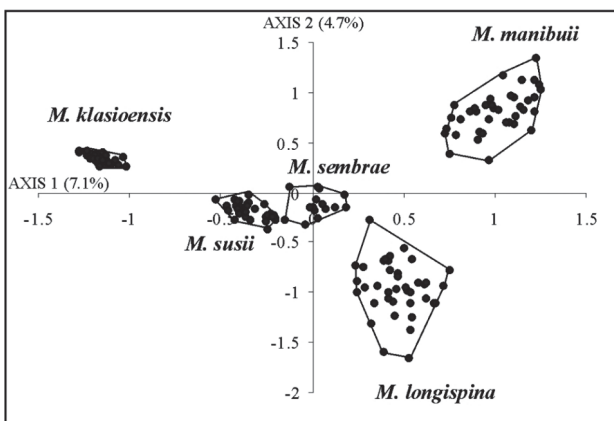 AXIS 2 (4.7%)
1.5
M. manibuii
1
M. klasioensis
0.5
M. sembrae
AXIS 1 (7.1%)
0
-1.5
-1
-0.5
0.5
1
1.5
M. susii
-0.5
-1
-1.5
M. longispina
-2